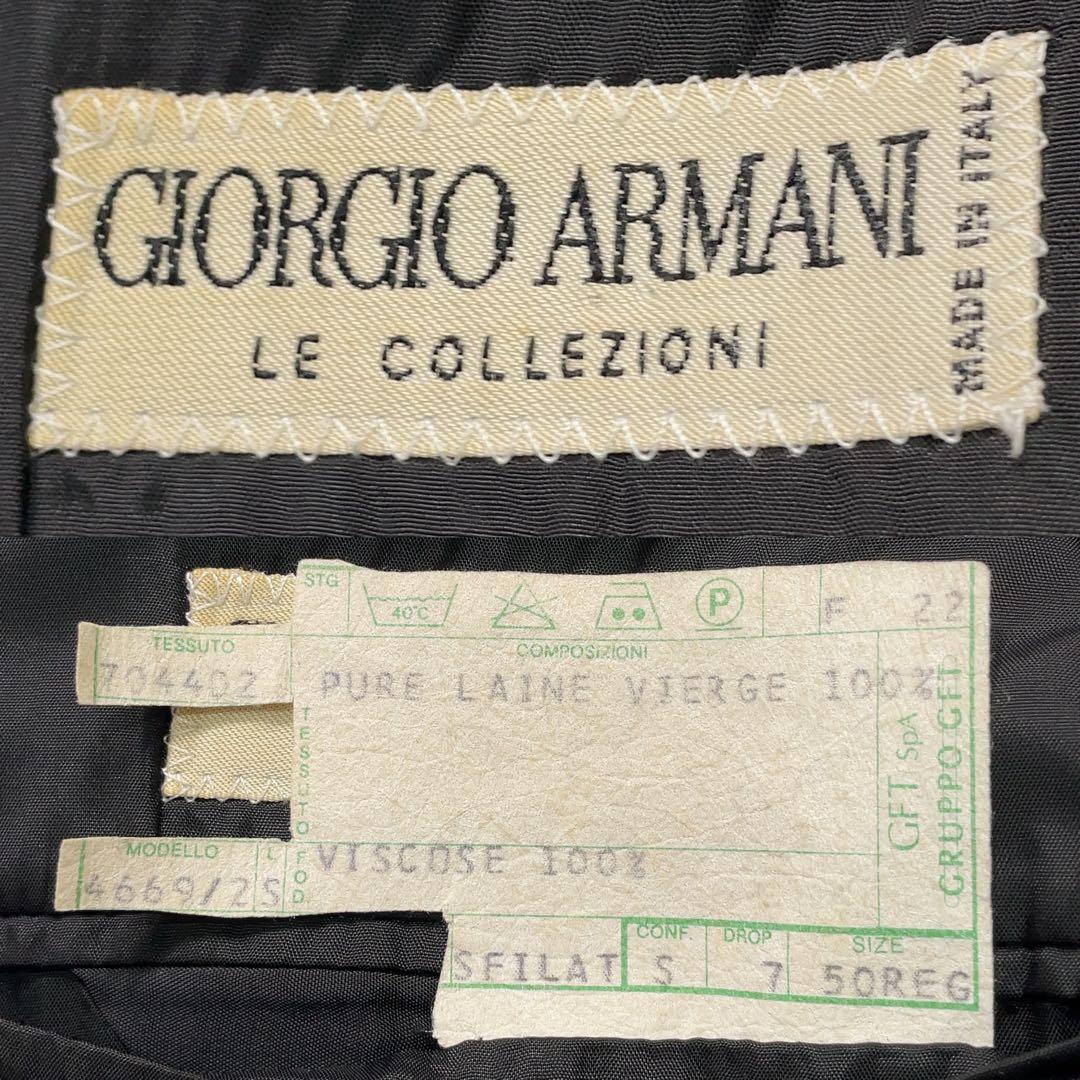 GIORGIO ARMANI
LE COLLEZIONI
MADE IN ITALY
STG
40°C
P
F 22
TESSUTO
704402
COMPOSIZIONI
PURE LAINE VIERGE 100%
TESSUTO
GFT SpA
GRUPPO GFT
MODELLO
L
4669/2S
FOD.
VISCOSE 100%
SFILAT
CONF.
S
DROP
7
SIZE
50REG